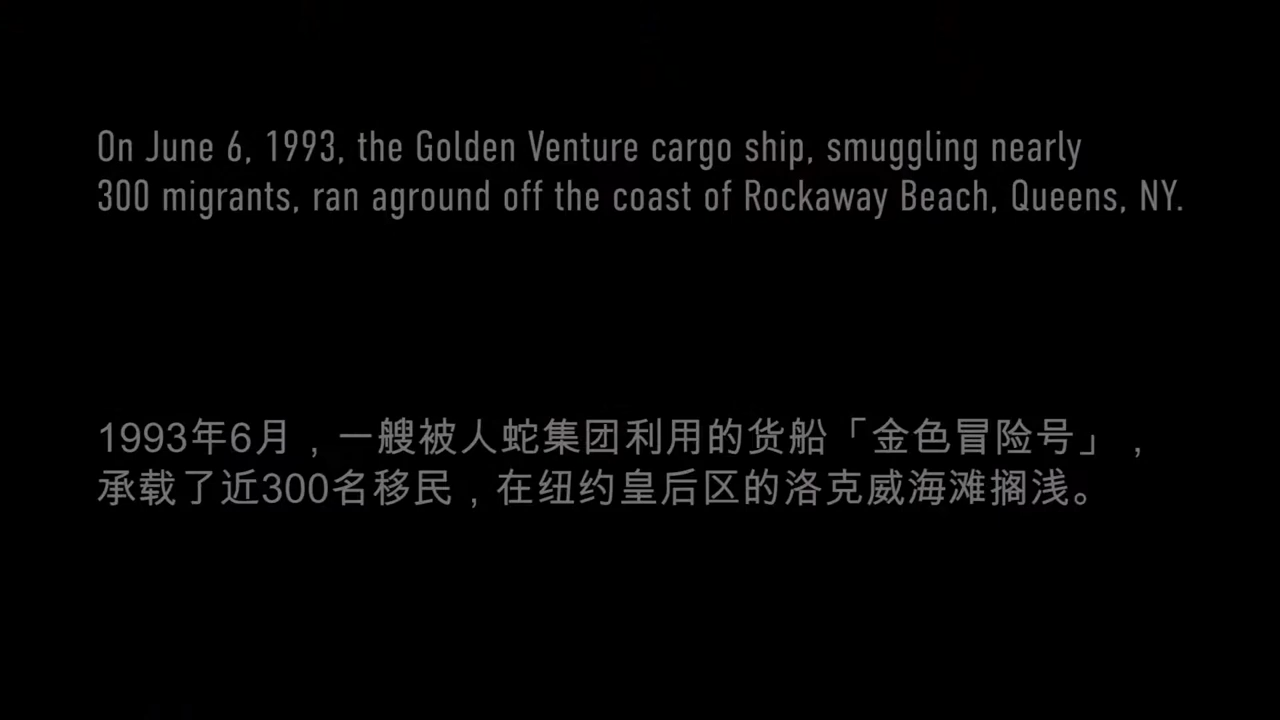 On June 6, 1993, the Golden Venture cargo ship, smuggling nearly
300 migrants, ran aground off the coast of Rockaway Beach, Queens, NY.
1993年6月，一艘被人蛇集团利用的货船「金色冒险号」，
承载了近300名移民，在纽约皇后区的洛克威海滩搁浅。